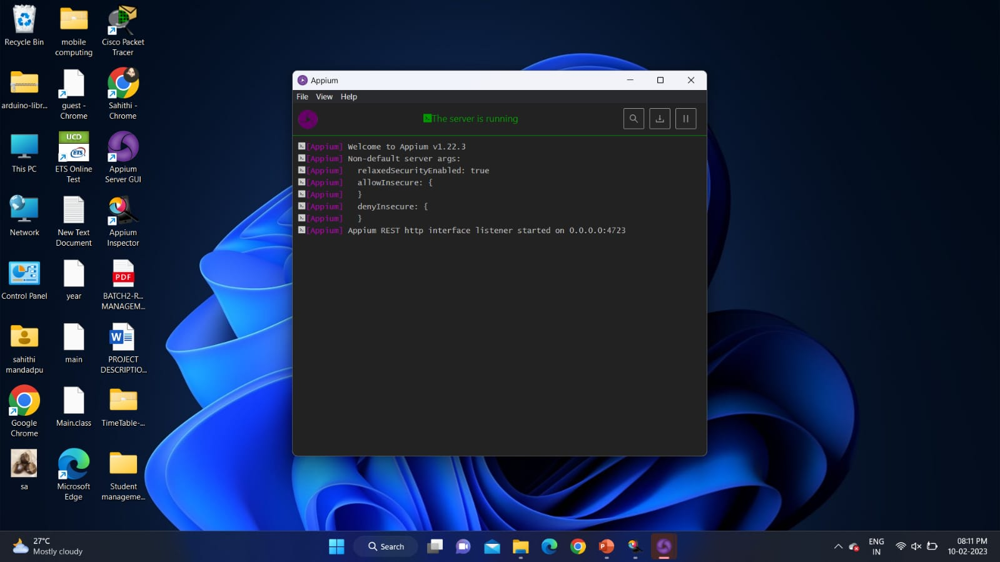 Recycle Bin
mobile
computing
Cisco Packet
Tracer
arduino-libr...
guest -
Chrome
Sahithi -
Chrome
This PC
UCD
ETS
ETS Online
Test
Appium
Server GUI
Network
New Text
Document
Appium
Inspector
Control Panel
year
PDF
BATCH2-R...
MANAGEM...
sahithi
mandadpu
main
W
PROJECT
DESCRIPTIO...
Google
Chrome
Main.class
TimeTable-...
sa
Microsoft
Edge
Student
manageme...
Appium
File View Help
The server is running
[Appium] Welcome to Appium v1.22.3
[Appium] Non-default server args:
[Appium] relaxedSecurityEnabled: true
[Appium] allowInsecure: {
[Appium] }
[Appium] denyInsecure: {
[Appium] }
[Appium] Appium REST http interface listener started on 0.0.0.0:4723
27°C
Mostly cloudy
Search
P
ENG
IN
08:11 PM
10-02-2023